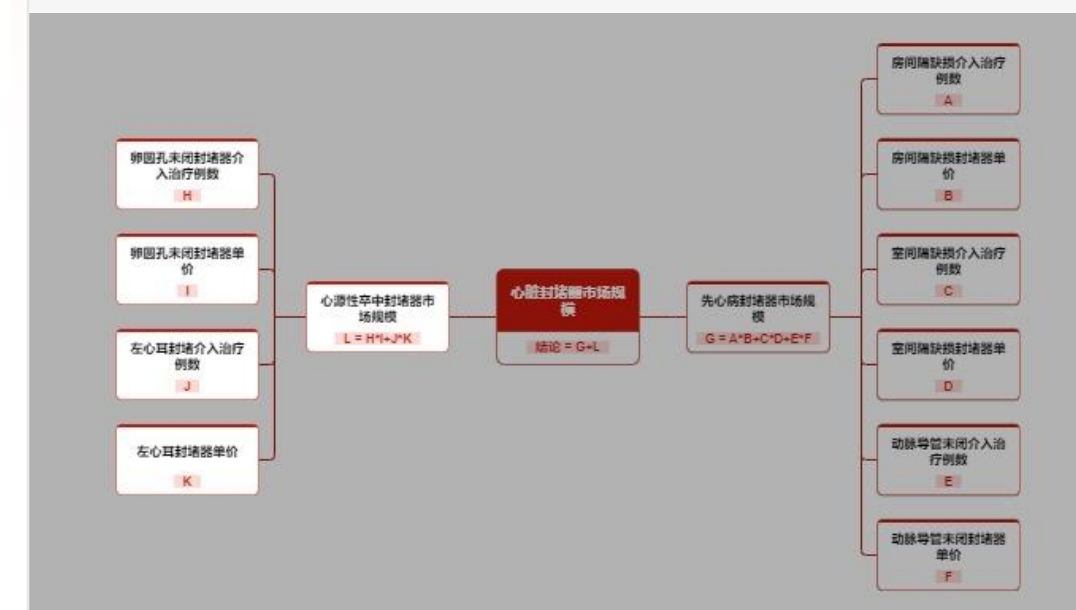 卵圆孔未闭封堵器介
入治疗例数
H
卵圆孔未闭封堵器单
价
I
左心耳封堵介入治疗
例数
J
左心耳封堵器单价
K
心源性卒中封堵器市
场规模
L = H*I+J*K
心脏封堵器市场规
模
结论 = G+L
先心病封堵器市场规
模
G = A*B+C*D+E*F
房间隔缺损介入治疗
例数
A
房间隔缺损封堵器单
价
B
室间隔缺损介入治疗
例数
C
室间隔缺损封堵器单
价
D
动脉导管未闭介入治
疗例数
E
动脉导管未闭封堵器
单价
F